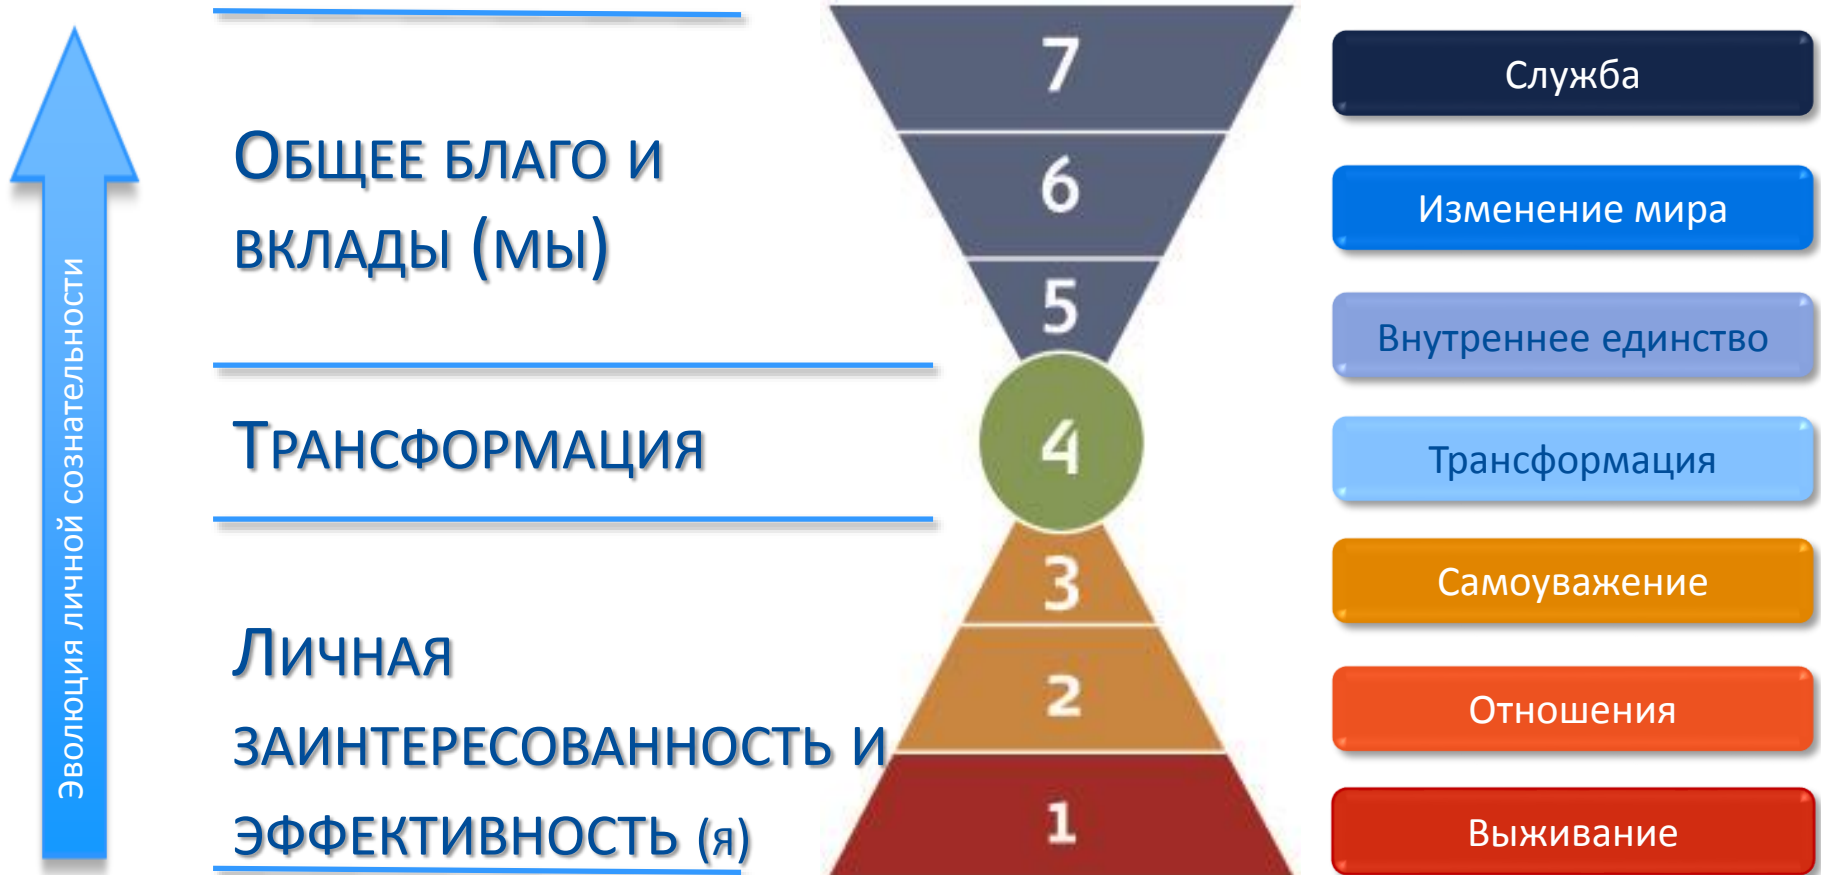 Эволюция личной сознательности
Общее благо и
вклады (мы)
Трансформация
Личная
заинтересованность и
эффективность (я)
7
6
5
4
3
2
1
Служба
Изменение мира
Внутреннее единство
Трансформация
Самоуважение
Отношения
Выживание